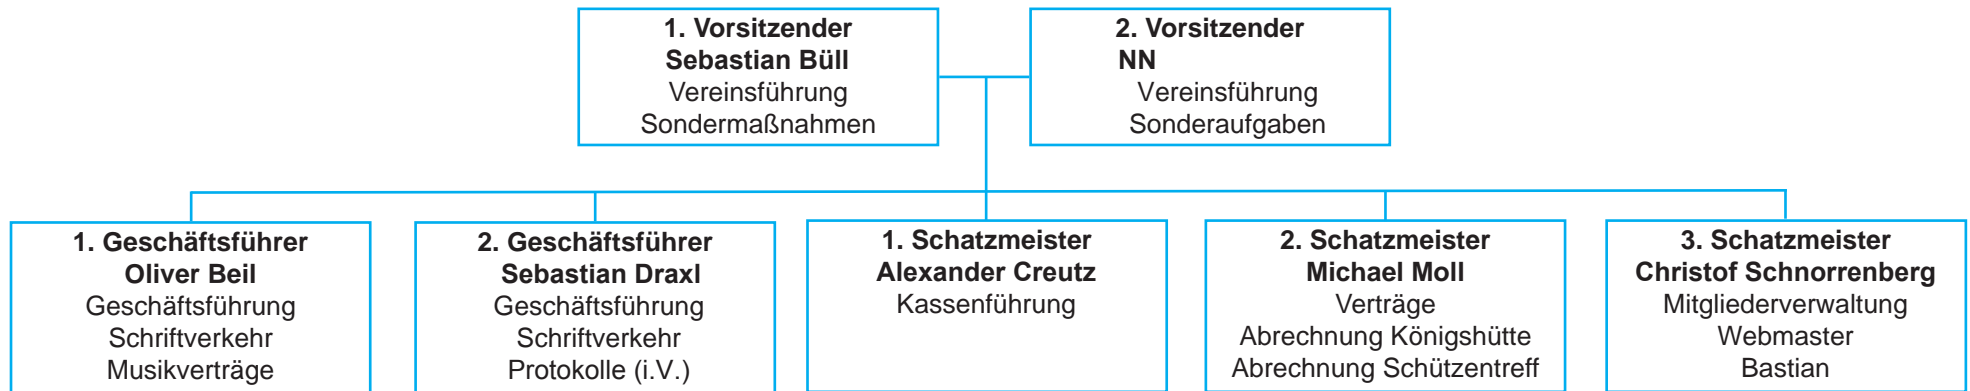 1. Vorsitzender
Sebastian Büll
Vereinsführung
Sondermaßnahmen
2. Vorsitzender
NN
Vereinsführung
Sonderaufgaben
1. Geschäftsführer
Oliver Beil
Geschäftsführung
Schriftverkehr
Musikverträge
2. Geschäftsführer
Sebastian Draxl
Geschäftsführung
Schriftverkehr
Protokolle (i.V.)
1. Schatzmeister
Alexander Creutz
Kassenführung
2. Schatzmeister
Michael Moll
Verträge
Abrechnung Königshütte
Abrechnung Schützentreff
3. Schatzmeister
Christof Schnorrenberg
Mitgliederverwaltung
Webmaster
Bastian